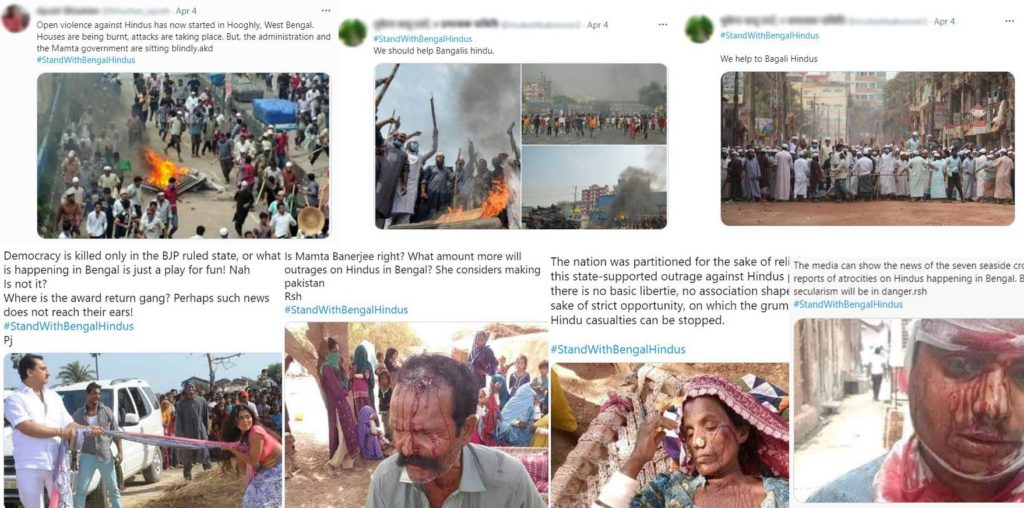 Apr 4
Open violence against Hindus has now started in Hooghly, West Bengal.
Houses are being burnt, attacks are taking place. But, the administration and
the Mamta government are sitting blindly.akd
#StandWithBengalHindus
Apr 4
#StandWithBengalHindus
We should help Bangalis hindu.
Apr 4
#StandWithBengalHindus
We help to Bagali Hindus
Democracy is killed only in the BJP ruled state, or what
is happening in Bengal is just a play for fun! Nah
Is not it?
Where is the award return gang? Perhaps such news
does not reach their ears!
#StandWithBengalHindus
Pj
Is Mamta Banerjee right? What amount more will
outrages on Hindus in Bengal? She considers making
pakistan
Rsh
#StandWithBengalHindus
The nation was partitioned for the sake of reli
this state-supported outrage against Hindus
there is no basic libertie, no association shape
sake of strict opportunity, on which the grum
Hindu casualties can be stopped.
#StandWithBengalHindus
The media can show the news of the seven seaside cro
reports of atrocities on Hindus happening in Bengal. B
secularism will be in danger.rsh
#StandWithBengalHindus